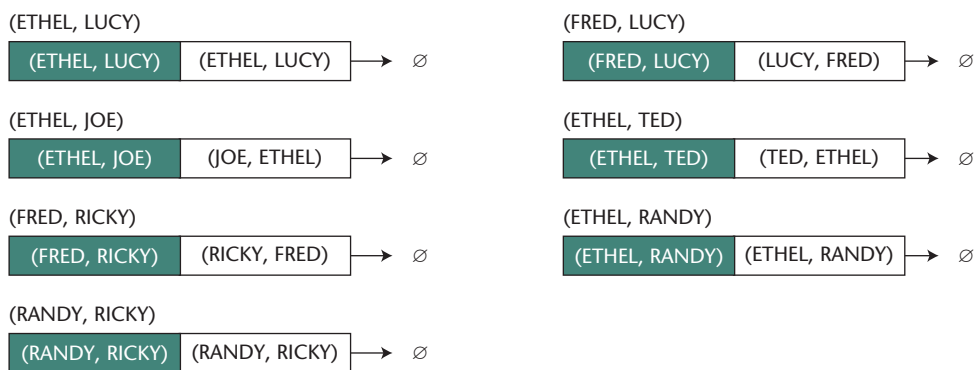 (ETHEL, LUCY)
(ETHEL, LUCY) (ETHEL, LUCY) ∅
(ETHEL, JOE)
(ETHEL, JOE) (JOE, ETHEL) ∅
(FRED, RICKY)
(FRED, RICKY) (RICKY, FRED) ∅
(RANDY, RICKY)
(RANDY, RICKY) (RANDY, RICKY) ∅
(FRED, LUCY)
(FRED, LUCY) (LUCY, FRED) ∅
(ETHEL, TED)
(ETHEL, TED) (TED, ETHEL) ∅
(ETHEL, RANDY)
(ETHEL, RANDY) (ETHEL, RANDY) ∅